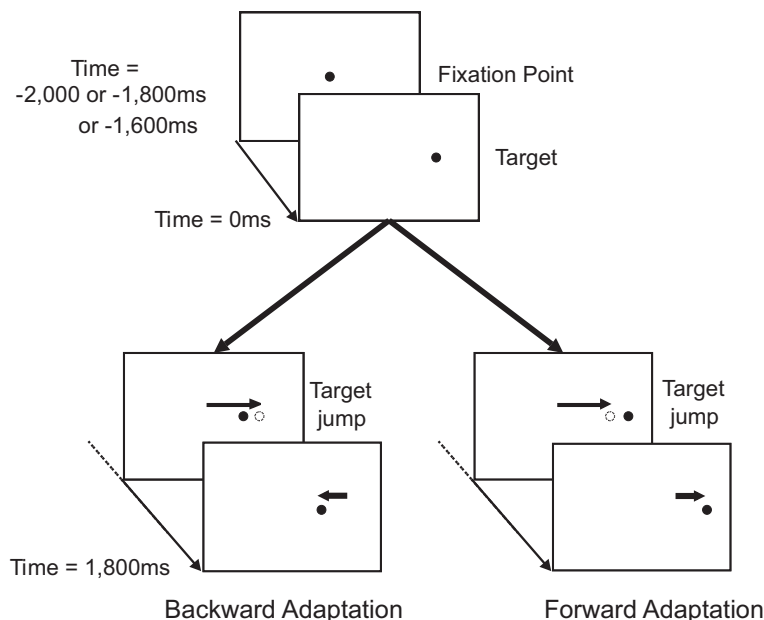 Time =
-2,000 or -1,800ms
or -1,600ms
Fixation Point
Target
Time = 0ms
Target
jump
Target
jump
Time = 1,800ms
Backward Adaptation
Forward Adaptation